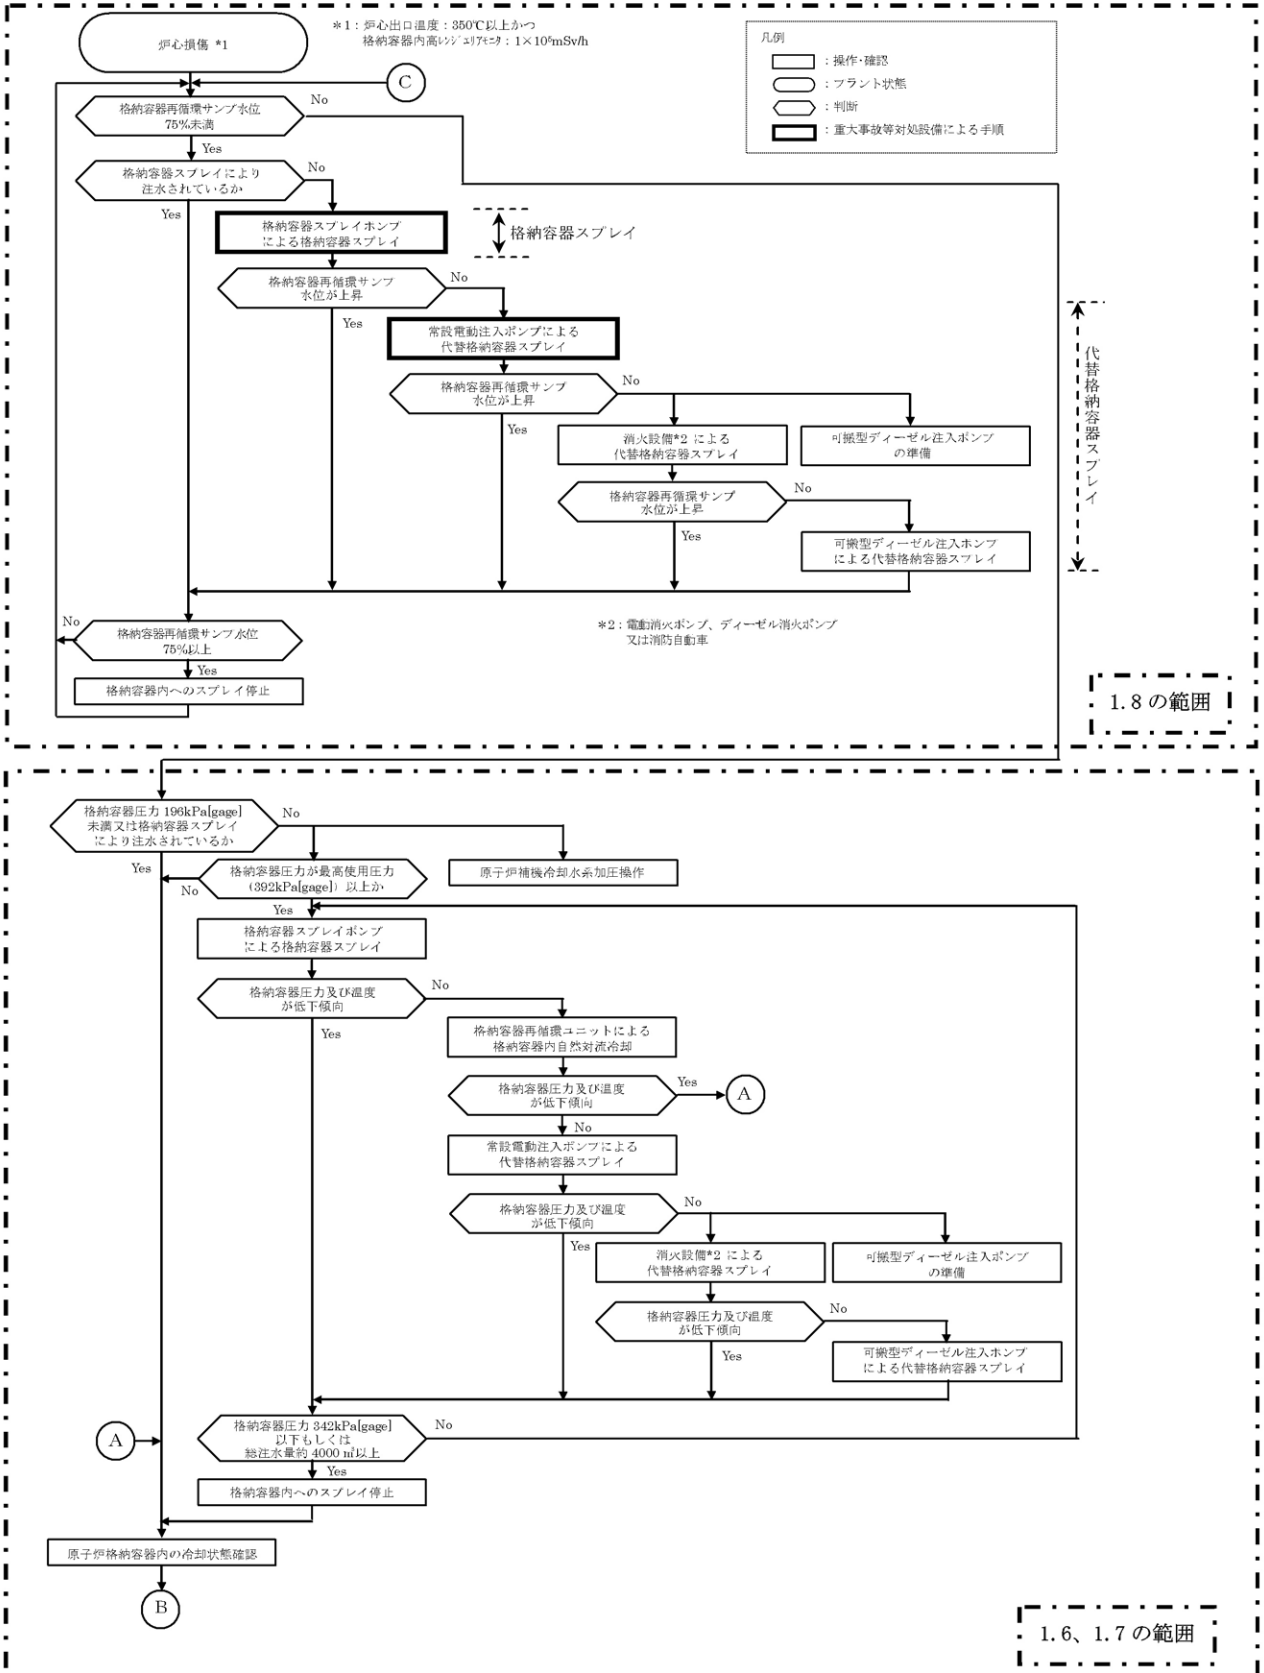 炉心損傷 *1
*1：炉心出口温度：350℃以上かつ
格納容器内高ﾚﾝｼﾞｴﾘｱﾓﾆﾀ：1×10⁵mSv/h
凡例
：操作・確認
：プラント状態
：判断
：重大事故等対処設備による手順
C
格納容器再循環サンプ水位
75%未満
No
Yes
格納容器スプレイにより
注水されているか
No
Yes
格納容器スプレイポンプ
による格納容器スプレイ
格納容器スプレイ
格納容器再循環サンプ
水位が上昇
No
Yes
常設電動注入ポンプによる
代替格納容器スプレイ
代替格納容器スプレイ
格納容器再循環サンプ
水位が上昇
No
Yes
消火設備*2 による
代替格納容器スプレイ
可搬型ディーゼル注入ポンプ
の準備
格納容器再循環サンプ
水位が上昇
No
Yes
可搬型ディーゼル注入ポンプ
による代替格納容器スプレイ
*2：電動消火ポンプ、ディーゼル消火ポンプ
又は消防自動車
No
格納容器再循環サンプ水位
75%以上
Yes
格納容器内へのスプレイ停止
1.8 の範囲
格納容器圧力 196kPa[gage]
未満又は格納容器スプレイ
により注水されているか
No
Yes
格納容器圧力が最高使用圧力
（392kPa[gage]）以上か
No
Yes
原子炉補機冷却水系加圧操作
格納容器スプレイポンプ
による格納容器スプレイ
格納容器圧力及び温度
が低下傾向
No
Yes
格納容器再循環ユニットによる
格納容器内自然対流冷却
格納容器圧力及び温度
が低下傾向
Yes
A
No
常設電動注入ポンプによる
代替格納容器スプレイ
格納容器圧力及び温度
が低下傾向
No
Yes
消火設備*2 による
代替格納容器スプレイ
可搬型ディーゼル注入ポンプ
の準備
格納容器圧力及び温度
が低下傾向
No
Yes
可搬型ディーゼル注入ポンプ
による代替格納容器スプレイ
A
格納容器圧力 342kPa[gage]
以下もしくは
総注水量約 4000 ㎥以上
No
Yes
格納容器内へのスプレイ停止
原子炉格納容器内の冷却状態確認
B
1.6、1.7 の範囲